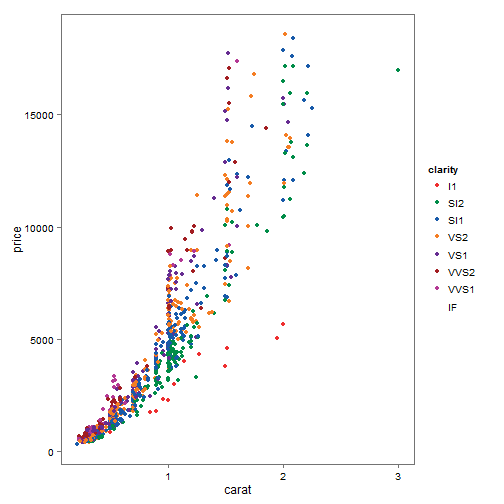 15000
10000
5000
0
price
1
2
3
carat
clarity
I1
SI2
SI1
VS2
VS1
VVS2
VVS1
IF